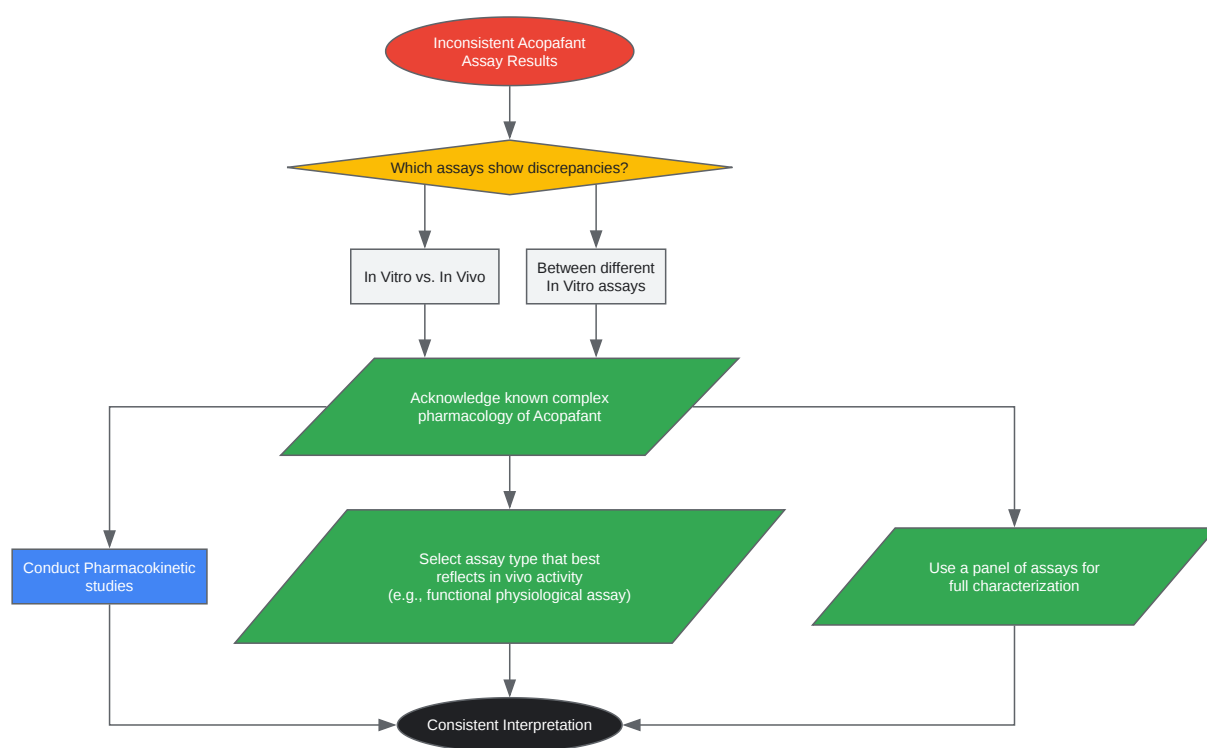 Inconsistent Acopafant
Assay Results
Which assays show discrepancies?
In Vitro vs. In Vivo
Between different
In Vitro assays
Acknowledge known complex
pharmacology of Acopafant
Conduct Pharmacokinetic
studies
Select assay type that best
reflects in vivo activity
(e.g., functional physiological assay)
Use a panel of assays for
full characterization
Consistent Interpretation